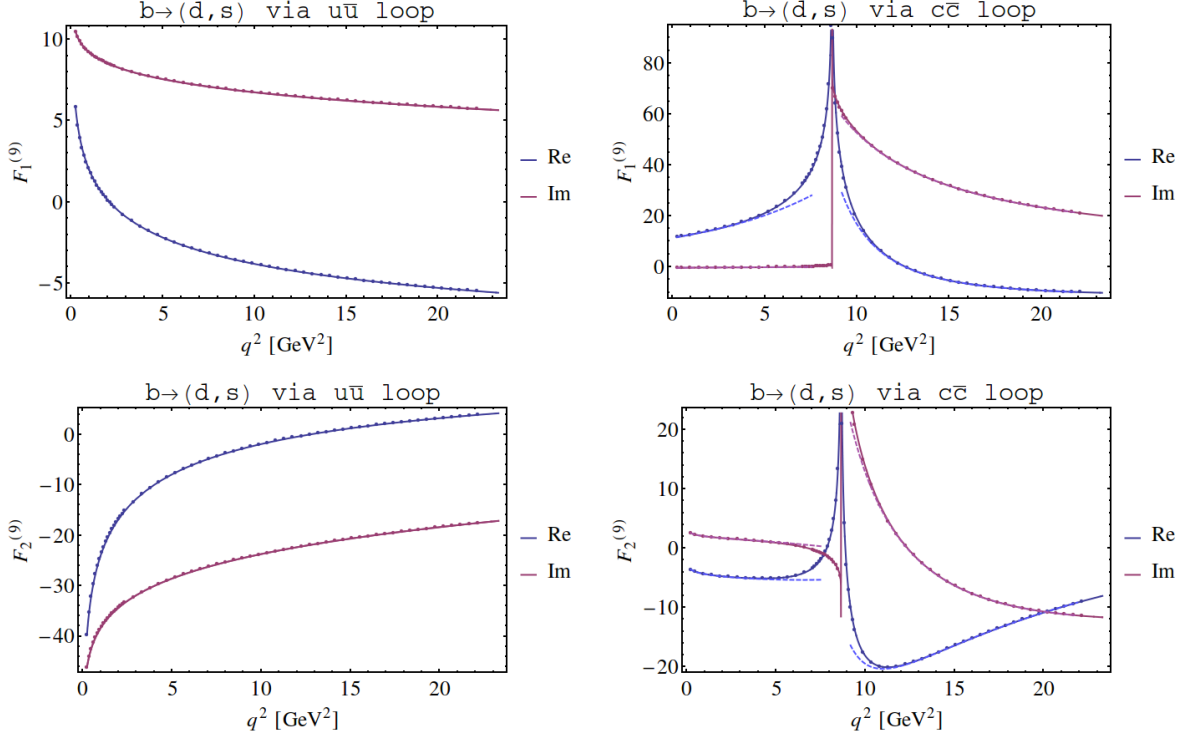 b→(d,s) via uū loop
10
5
0
−5
F₁⁽⁹⁾
0 5 10 15 20
q² [GeV²]
Re
Im
b→(d,s) via cc̄ loop
80
60
40
20
0
F₁⁽⁹⁾
0 5 10 15 20
q² [GeV²]
Re
Im
b→(d,s) via uū loop
0
−10
−20
−30
−40
F₂⁽⁹⁾
0 5 10 15 20
q² [GeV²]
Re
Im
b→(d,s) via cc̄ loop
20
10
0
−10
−20
F₂⁽⁹⁾
0 5 10 15 20
q² [GeV²]
Re
Im